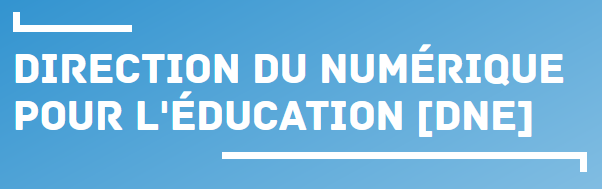 DIRECTION DU NUMÉRIQUE
POUR L'ÉDUCATION [DNE]